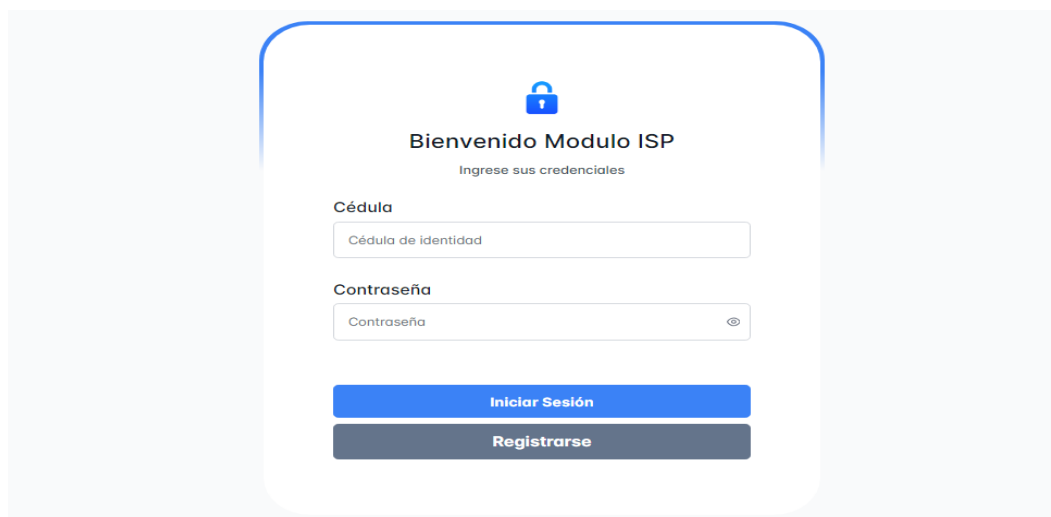 Bienvenido Modulo ISP
Ingrese sus credenciales
Cédula
Cédula de identidad
Contraseña
Contraseña
Iniciar Sesión
Registrarse